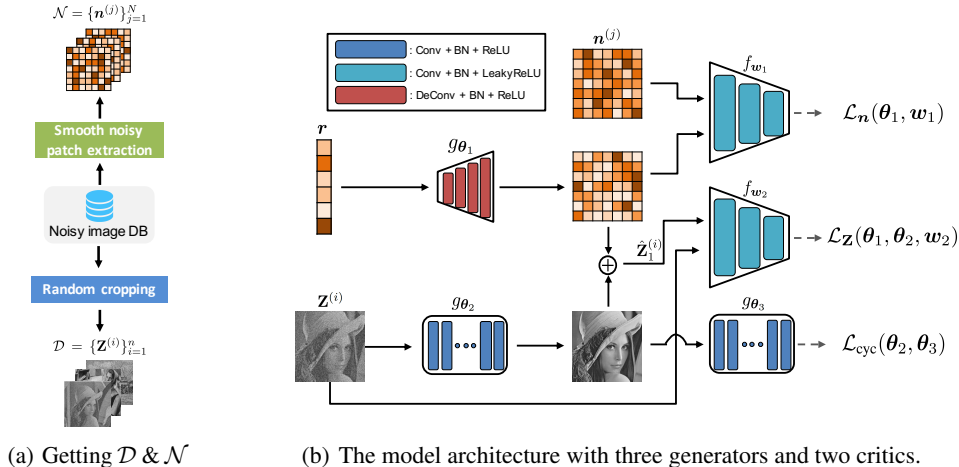 𝒩 = {𝒏^(j)}_{j=1}^N
Smooth noisy
patch extraction
Noisy image DB
Random cropping
𝒟 = {𝐙^(i)}_{i=1}^n
(a) Getting 𝒟 & 𝒩
: Conv + BN + ReLU
: Conv + BN + LeakyReLU
: DeConv + BN + ReLU
𝒏^(j)
f_{𝒘_1}
ℒ_𝒏(𝜽_1, 𝒘_1)
𝒓
g_{𝜽_1}
f_{𝒘_2}
Ẑ_1^(i)
ℒ_𝐙(𝜽_1, 𝜽_2, 𝒘_2)
𝐙^(i)
g_{𝜽_2}
g_{𝜽_3}
ℒ_cyc(𝜽_2, 𝜽_3)
(b) The model architecture with three generators and two critics.